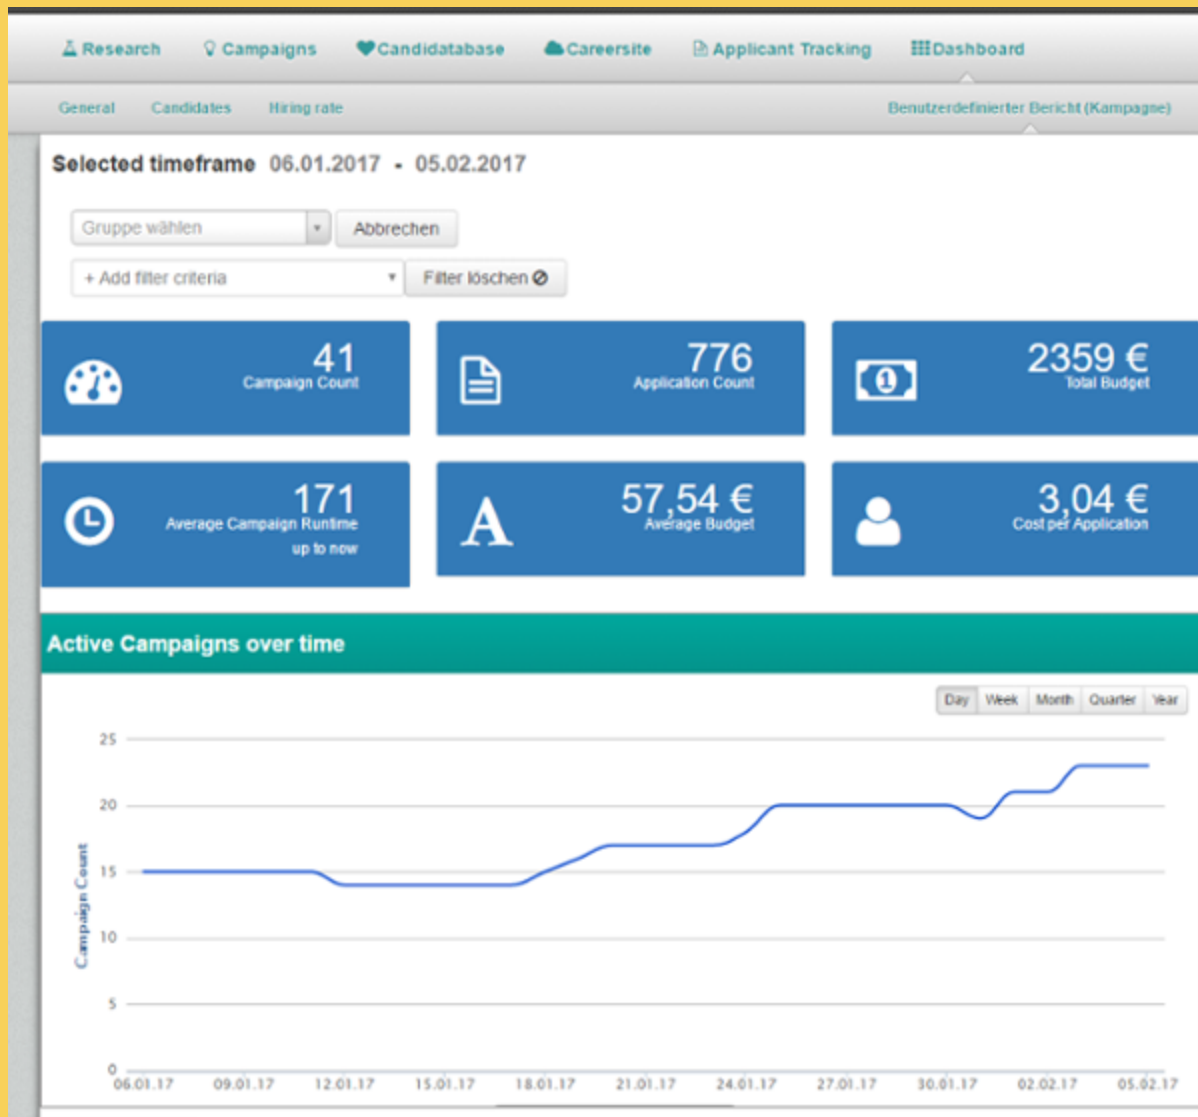 Research Campaigns Candidatabase Careersite Applicant Tracking Dashboard
General Candidates Hiring rate Benutzerdefinierter Bericht (Kampagne)
Selected timeframe 06.01.2017 - 05.02.2017
Gruppe wählen Abbrechen
+ Add filter criteria Filter löschen
41
Campaign Count
776
Application Count
1
2359 €
Total Budget
171
Average Campaign Runtime
up to now
A
57,54 €
Average Budget
3,04 €
Cost per Application
Active Campaigns over time
Day Week Month Quarter Year
25
20
15
10
5
0
Campaign Count
06.01.17 09.01.17 12.01.17 15.01.17 18.01.17 21.01.17 24.01.17 27.01.17 30.01.17 02.02.17 05.02.17